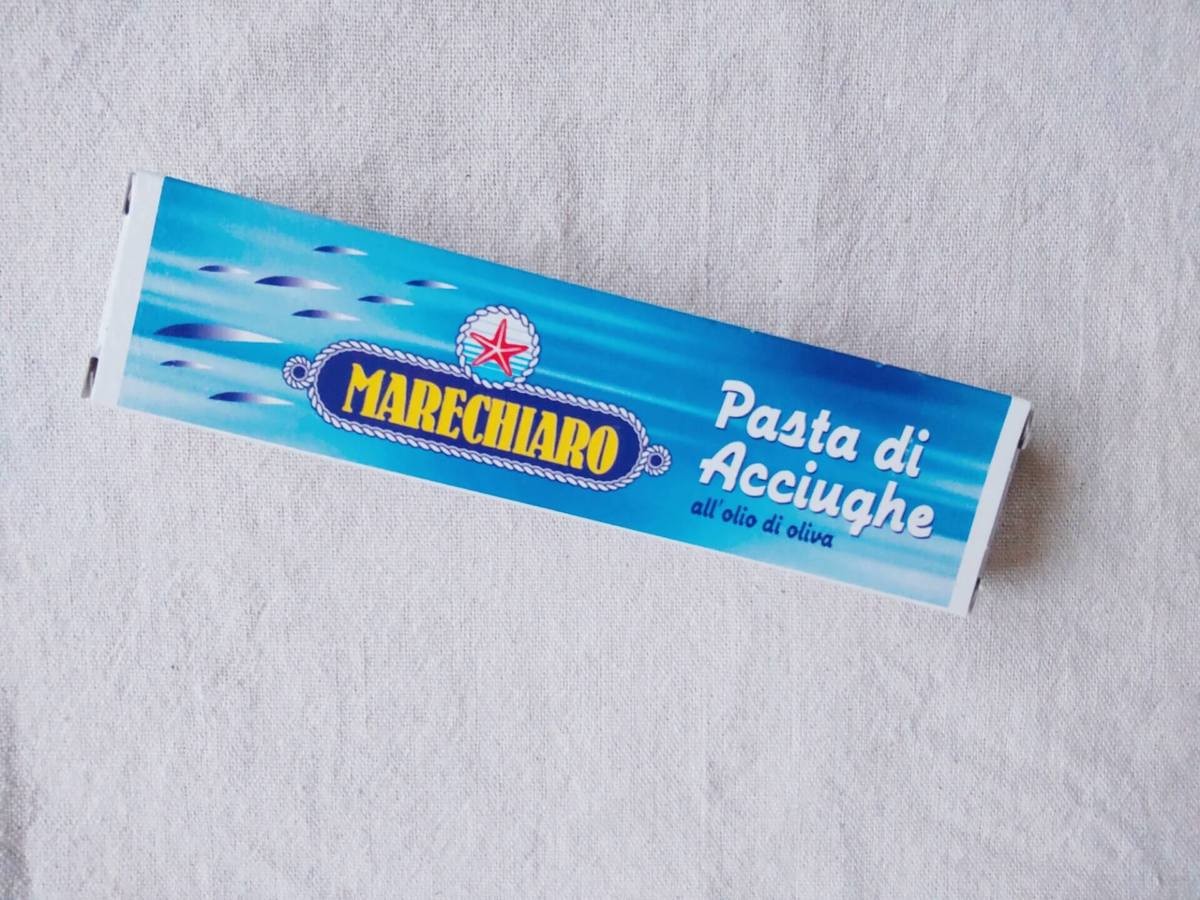 MARECHIARO
Pasta di
Acciughe
all'olio di oliva